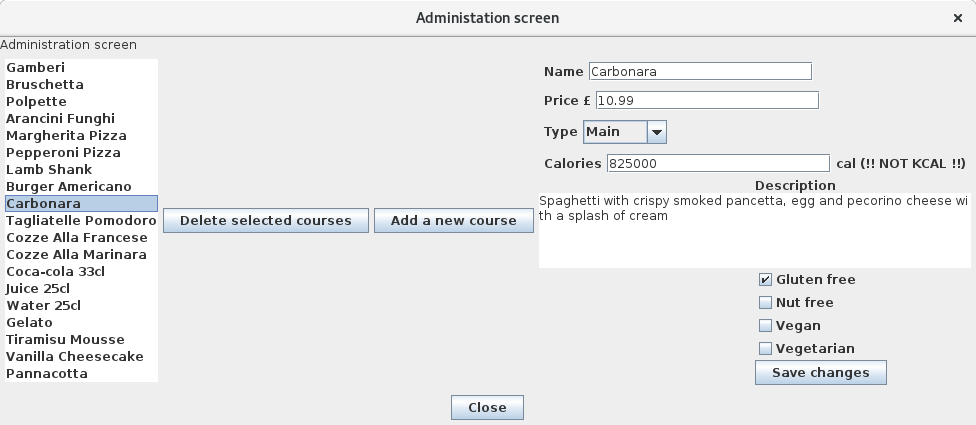 Administation screen
Administration screen
Gamberi
Bruschetta
Polpette
Arancini Funghi
Margherita Pizza
Pepperoni Pizza
Lamb Shank
Burger Americano
Carbonara
Tagliatelle Pomodoro
Cozze Alla Francese
Cozze Alla Marinara
Coca-cola 33cl
Juice 25cl
Water 25cl
Gelato
Tiramisu Mousse
Vanilla Cheesecake
Pannacotta
Delete selected courses
Add a new course
Name Carbonara
Price £ 10.99
Type Main
Calories 825000 cal (!! NOT KCAL !!)
Description
Spaghetti with crispy smoked pancetta, egg and pecorino cheese wi
th a splash of cream
Gluten free
Nut free
Vegan
Vegetarian
Save changes
Close